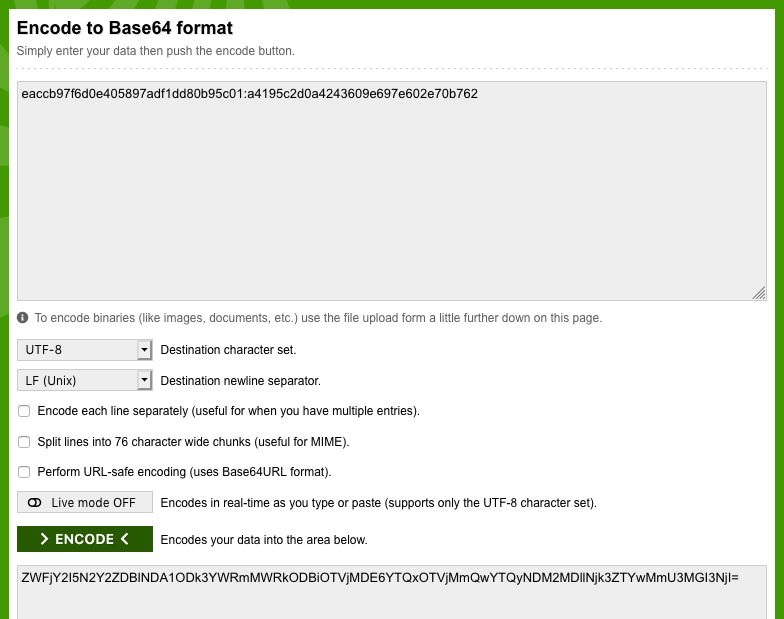 Encode to Base64 format
Simply enter your data then push the encode button.
eaccb97f6d0e405897adf1dd80b95c01:a4195c2d0a4243609e697e602e70b762
To encode binaries (like images, documents, etc.) use the file upload form a little further down on this page.
UTF-8 Destination character set.
LF (Unix) Destination newline separator.
Encode each line separately (useful for when you have multiple entries).
Split lines into 76 character wide chunks (useful for MIME).
Perform URL-safe encoding (uses Base64URL format).
Live mode OFF Encodes in real-time as you type or paste (supports only the UTF-8 character set).
> ENCODE < Encodes your data into the area below.
ZWFjY2I5N2Y2ZDBlNDA1ODk3YWRmMWRkODBiOTVjMDE6YTQxOTVjMmQwYTQyNDM2MDllNjk3ZTYwMmU3MGI3NjI=